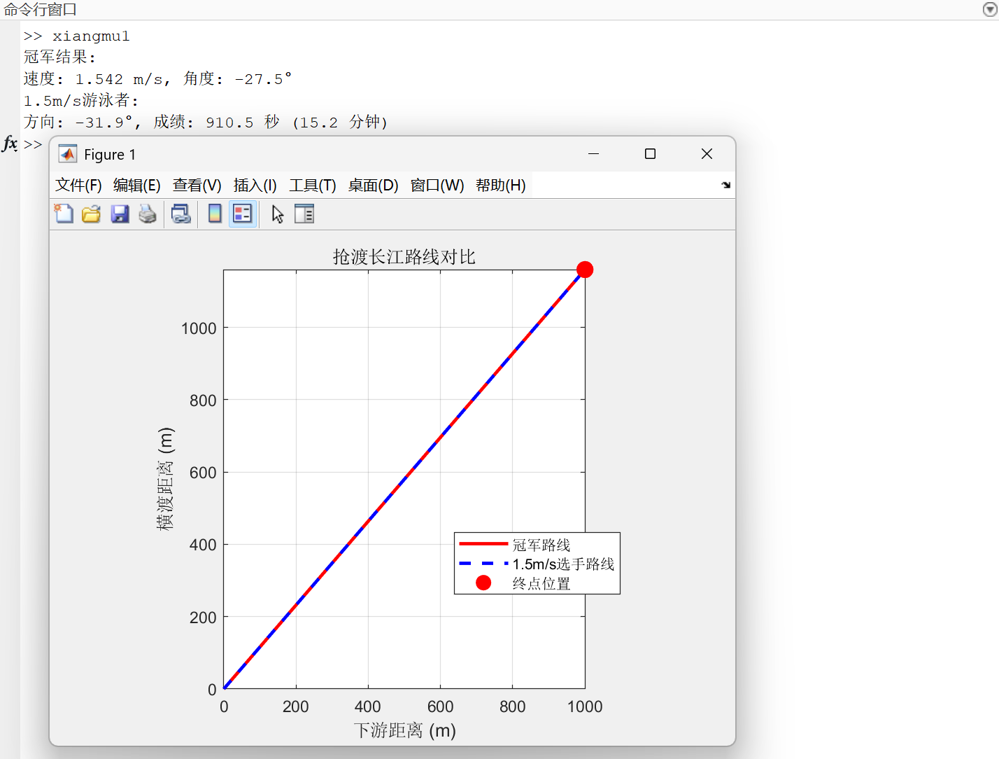 命令行窗口
>> xiangmu1
冠军结果:
速度: 1.542 m/s, 角度: -27.5°
1.5m/s游泳者:
方向: -31.9°, 成绩: 910.5 秒 (15.2 分钟)
fx >>
Figure 1
文件(F) 编辑(E) 查看(V) 插入(I) 工具(T) 桌面(D) 窗口(W) 帮助(H)
抢渡长江路线对比
1000
800
600
400
200
0
横渡距离 (m)
冠军路线
1.5m/s选手路线
终点位置
0 200 400 600 800 1000
下游距离 (m)